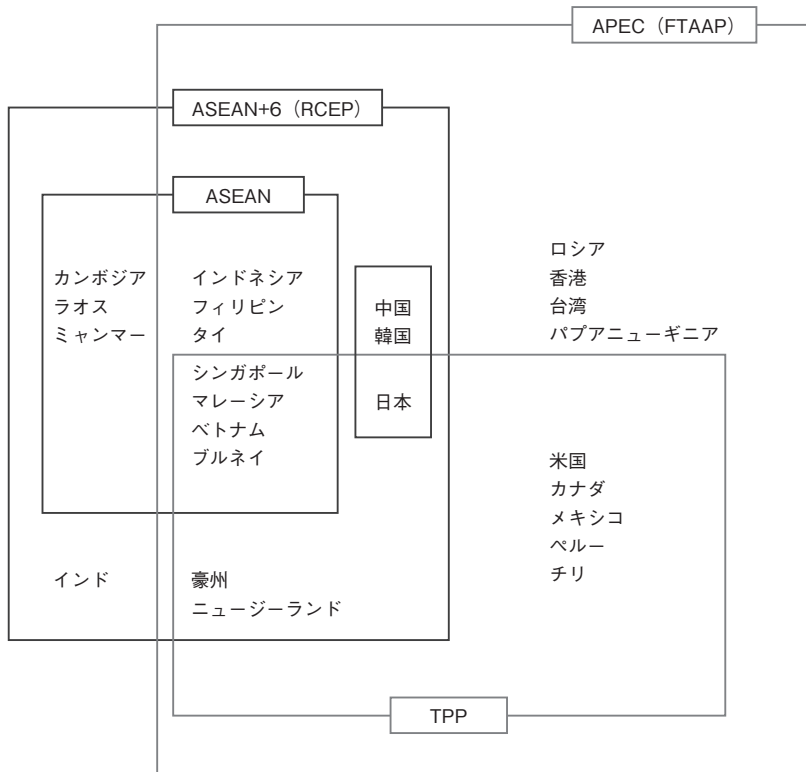 APEC（FTAAP）
ASEAN+6（RCEP）
ASEAN
カンボジア
ラオス
ミャンマー
インドネシア
フィリピン
タイ
シンガポール
マレーシア
ベトナム
ブルネイ
中国
韓国
日本
ロシア
香港
台湾
パプアニューギニア
米国
カナダ
メキシコ
ペルー
チリ
インド
豪州
ニュージーランド
TPP